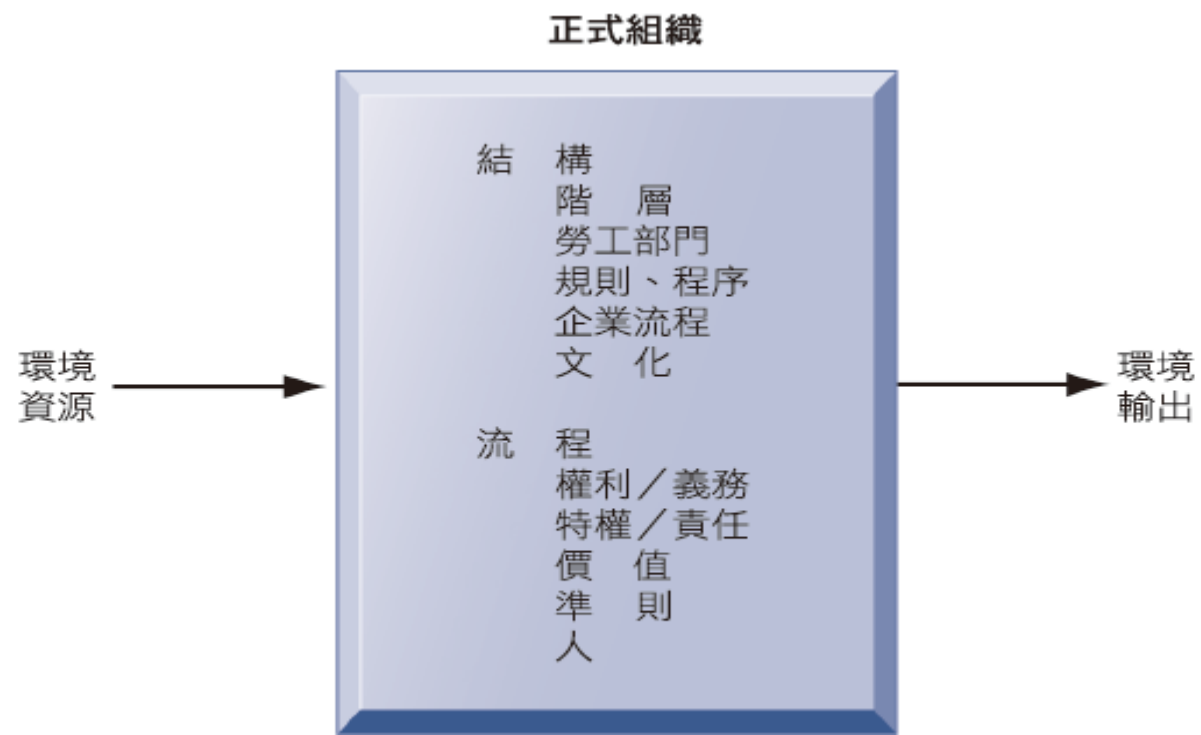 正式組織
環境
資源
結 構
階 層
勞工部門
規則、程序
企業流程
文 化
流 程
權利／義務
特權／責任
價 值
準 則
人
環境
輸出